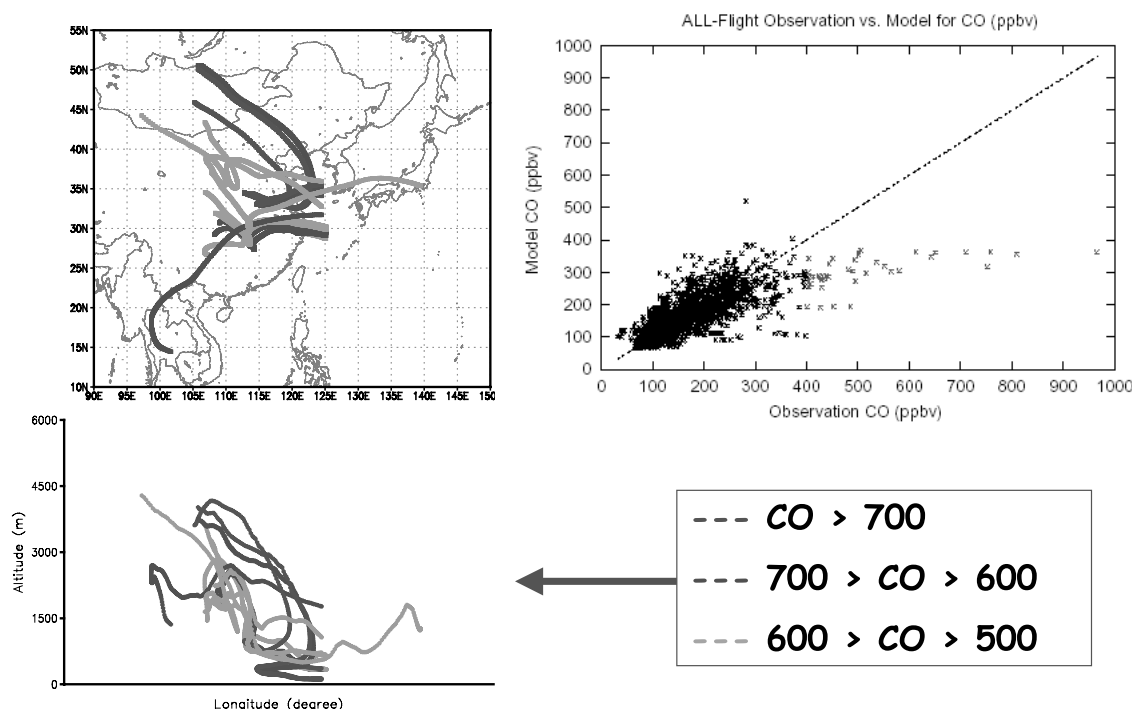 ALL-Flight Observation vs. Model for CO (ppbv)
55N
50N
45N
40N
35N
30N
25N
20N
15N
10N
90E 95E 100E 105E 110E 115E 120E 125E 130E 135E 140E 145E 150
Model CO (ppbv)
1000
900
800
700
600
500
400
300
200
100
0
0 100 200 300 400 500 600 700 800 900 1000
Observation CO (ppbv)
Altitude (m)
6000
4500
3000
1500
0
Longitude (degree)
CO > 700
700 > CO > 600
600 > CO > 500